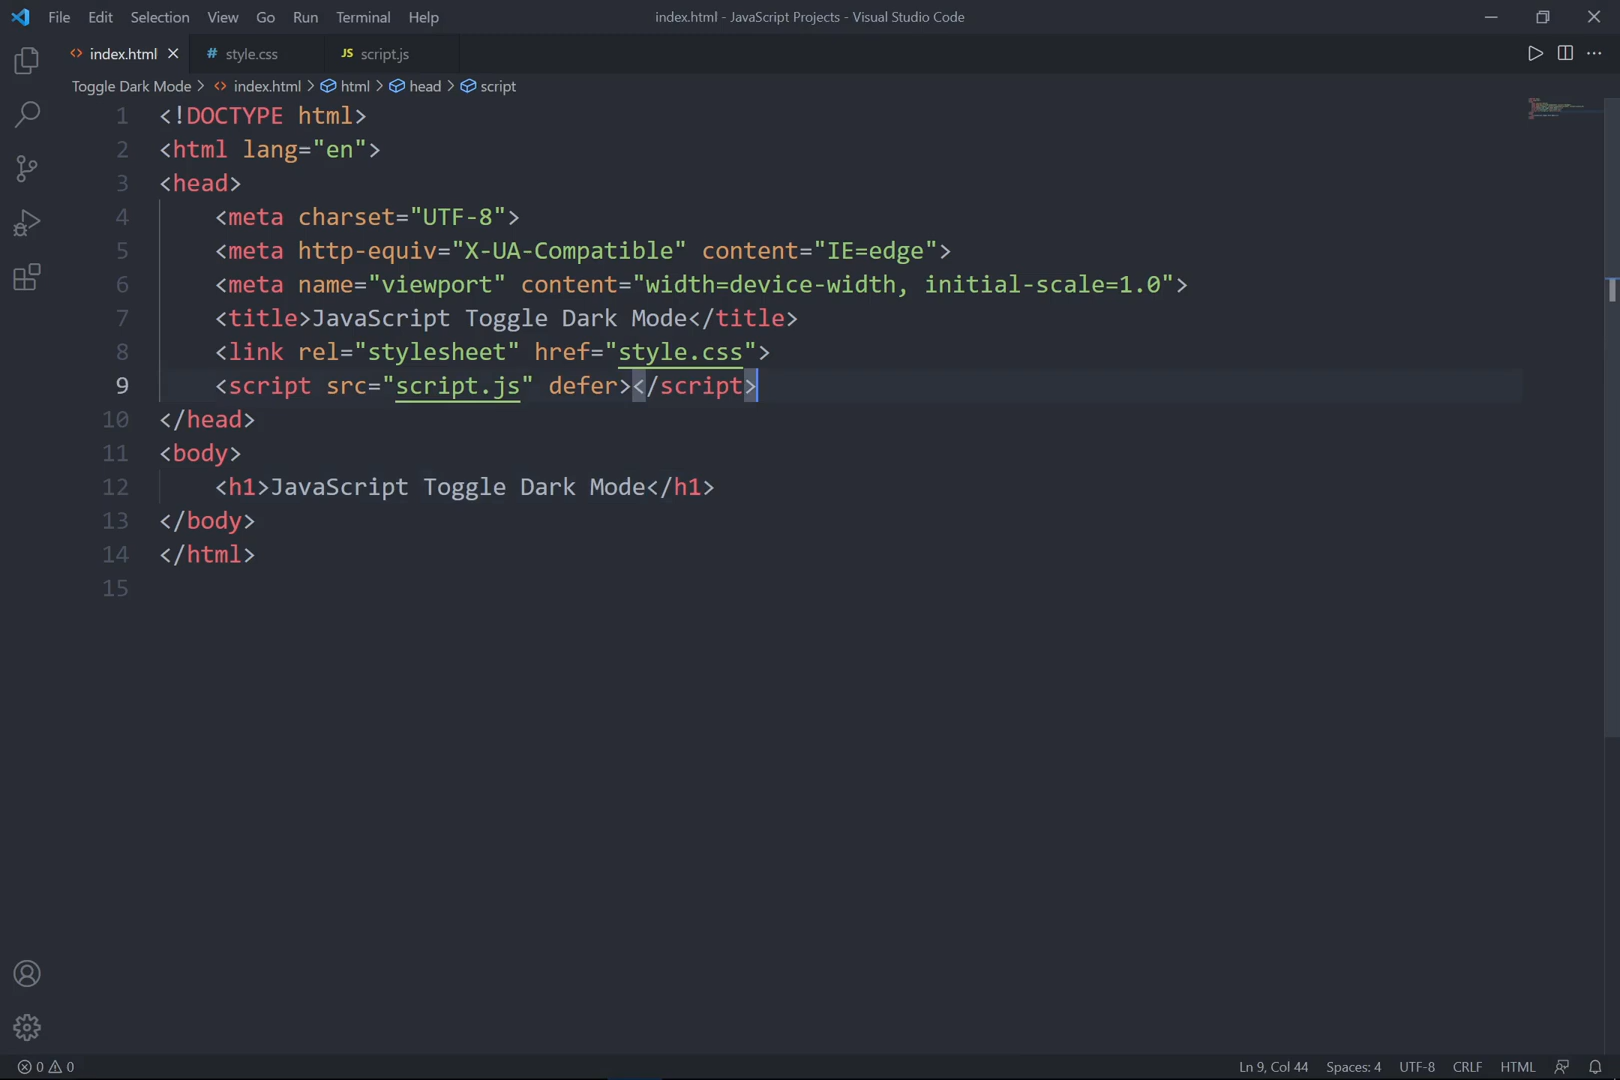 File Edit Selection View Go Run Terminal Help index.html - JavaScript Projects - Visual Studio Code
<> index.html # style.css JS script.js
Toggle Dark Mode > <> index.html > html > head > script
1 <!DOCTYPE html>
2 <html lang="en">
3 <head>
4     <meta charset="UTF-8">
5     <meta http-equiv="X-UA-Compatible" content="IE=edge">
6     <meta name="viewport" content="width=device-width, initial-scale=1.0">
7     <title>JavaScript Toggle Dark Mode</title>
8     <link rel="stylesheet" href="style.css">
9     <script src="script.js" defer></script>
10 </head>
11 <body>
12     <h1>JavaScript Toggle Dark Mode</h1>
13 </body>
14 </html>
15
0 0 Ln 9, Col 44 Spaces: 4 UTF-8 CRLF HTML